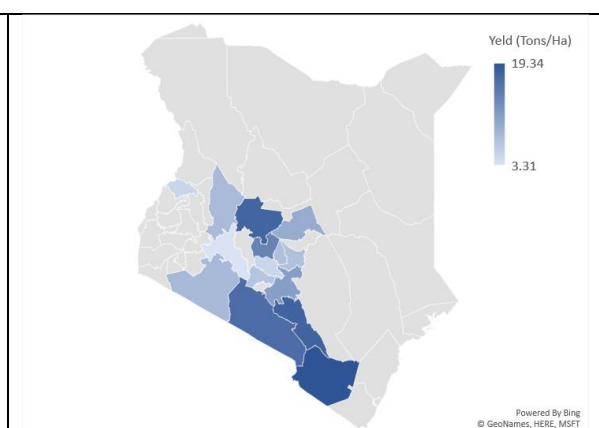 Yeld (Tons/Ha)
19.34
3.31
Powered By Bing
© GeoNames, HERE, MSFT